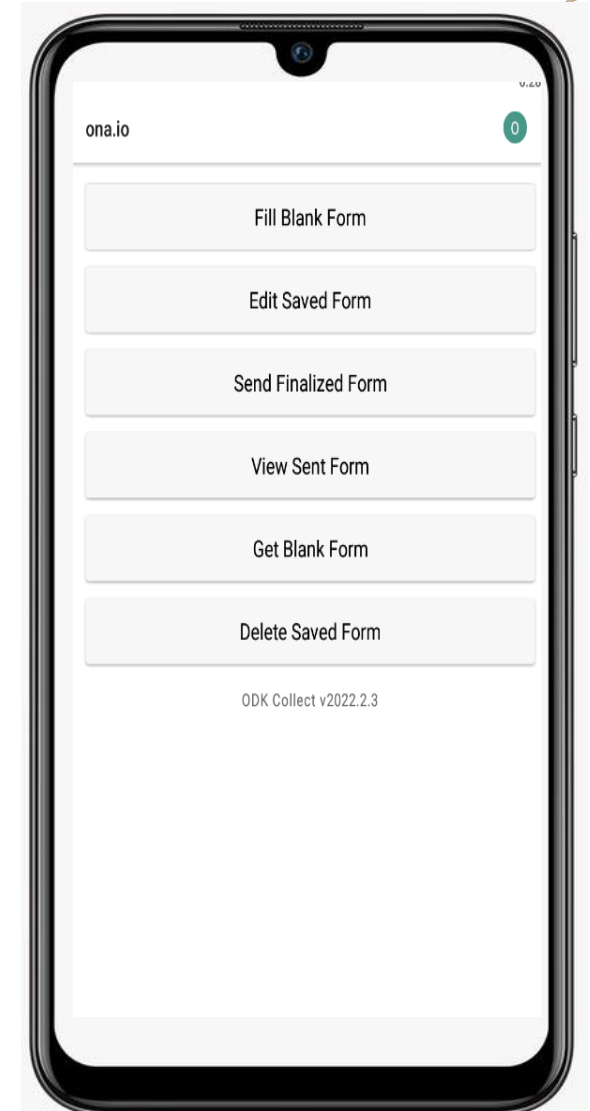 ona.io
O
Fill Blank Form
Edit Saved Form
Send Finalized Form
View Sent Form
Get Blank Form
Delete Saved Form
ODK Collect v2022.2.3